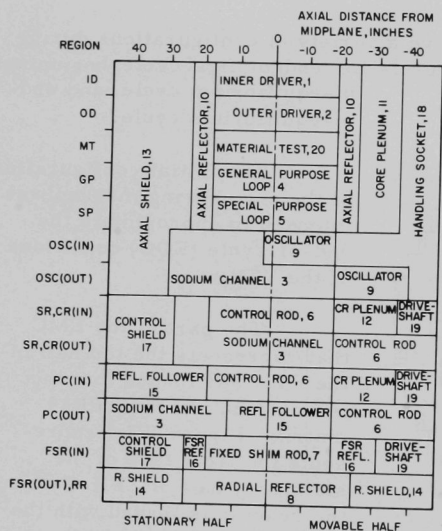 AXIAL DISTANCE FROM
MIDPLANE, INCHES
REGION
40 30 20 10 0 -10 -20 -30 -40
ID
INNER DRIVER, 1
OD
OUTER DRIVER, 2
MT
MATERIAL TEST, 20
GP
GENERAL PURPOSE
LOOP 4
SP
SPECIAL PURPOSE
LOOP 5
AXIAL SHIELD, 13
AXIAL REFLECTOR, 10
AXIAL REFLECTOR, 10
CORE PLENUM, 11
HANDLING SOCKET, 18
OSC(IN)
OSCILLATOR
9
OSC(OUT)
SODIUM CHANNEL 3
OSCILLATOR
9
SR,CR(IN)
CONTROL ROD, 6
CR PLENUM
12
DRIVE-
SHAFT
19
CONTROL
SHIELD
17
SR,CR(OUT)
SODIUM CHANNEL
3
CONTROL ROD
6
PC(IN)
REFL. FOLLOWER
15
CONTROL ROD, 6
CR PLENUM
12
DRIVE-
SHAFT
19
PC(OUT)
SODIUM CHANNEL
3
REFL FOLLOWER
15
CONTROL ROD
6
FSR(IN)
CONTROL
SHIELD
17
FSR
REF.
16
FIXED SHIM ROD, 7
FSR
REFL.
16
DRIVE-
SHAFT
19
FSR(OUT),RR
R. SHIELD
14
RADIAL REFLECTOR
8
R. SHIELD, 14
STATIONARY HALF
MOVABLE HALF